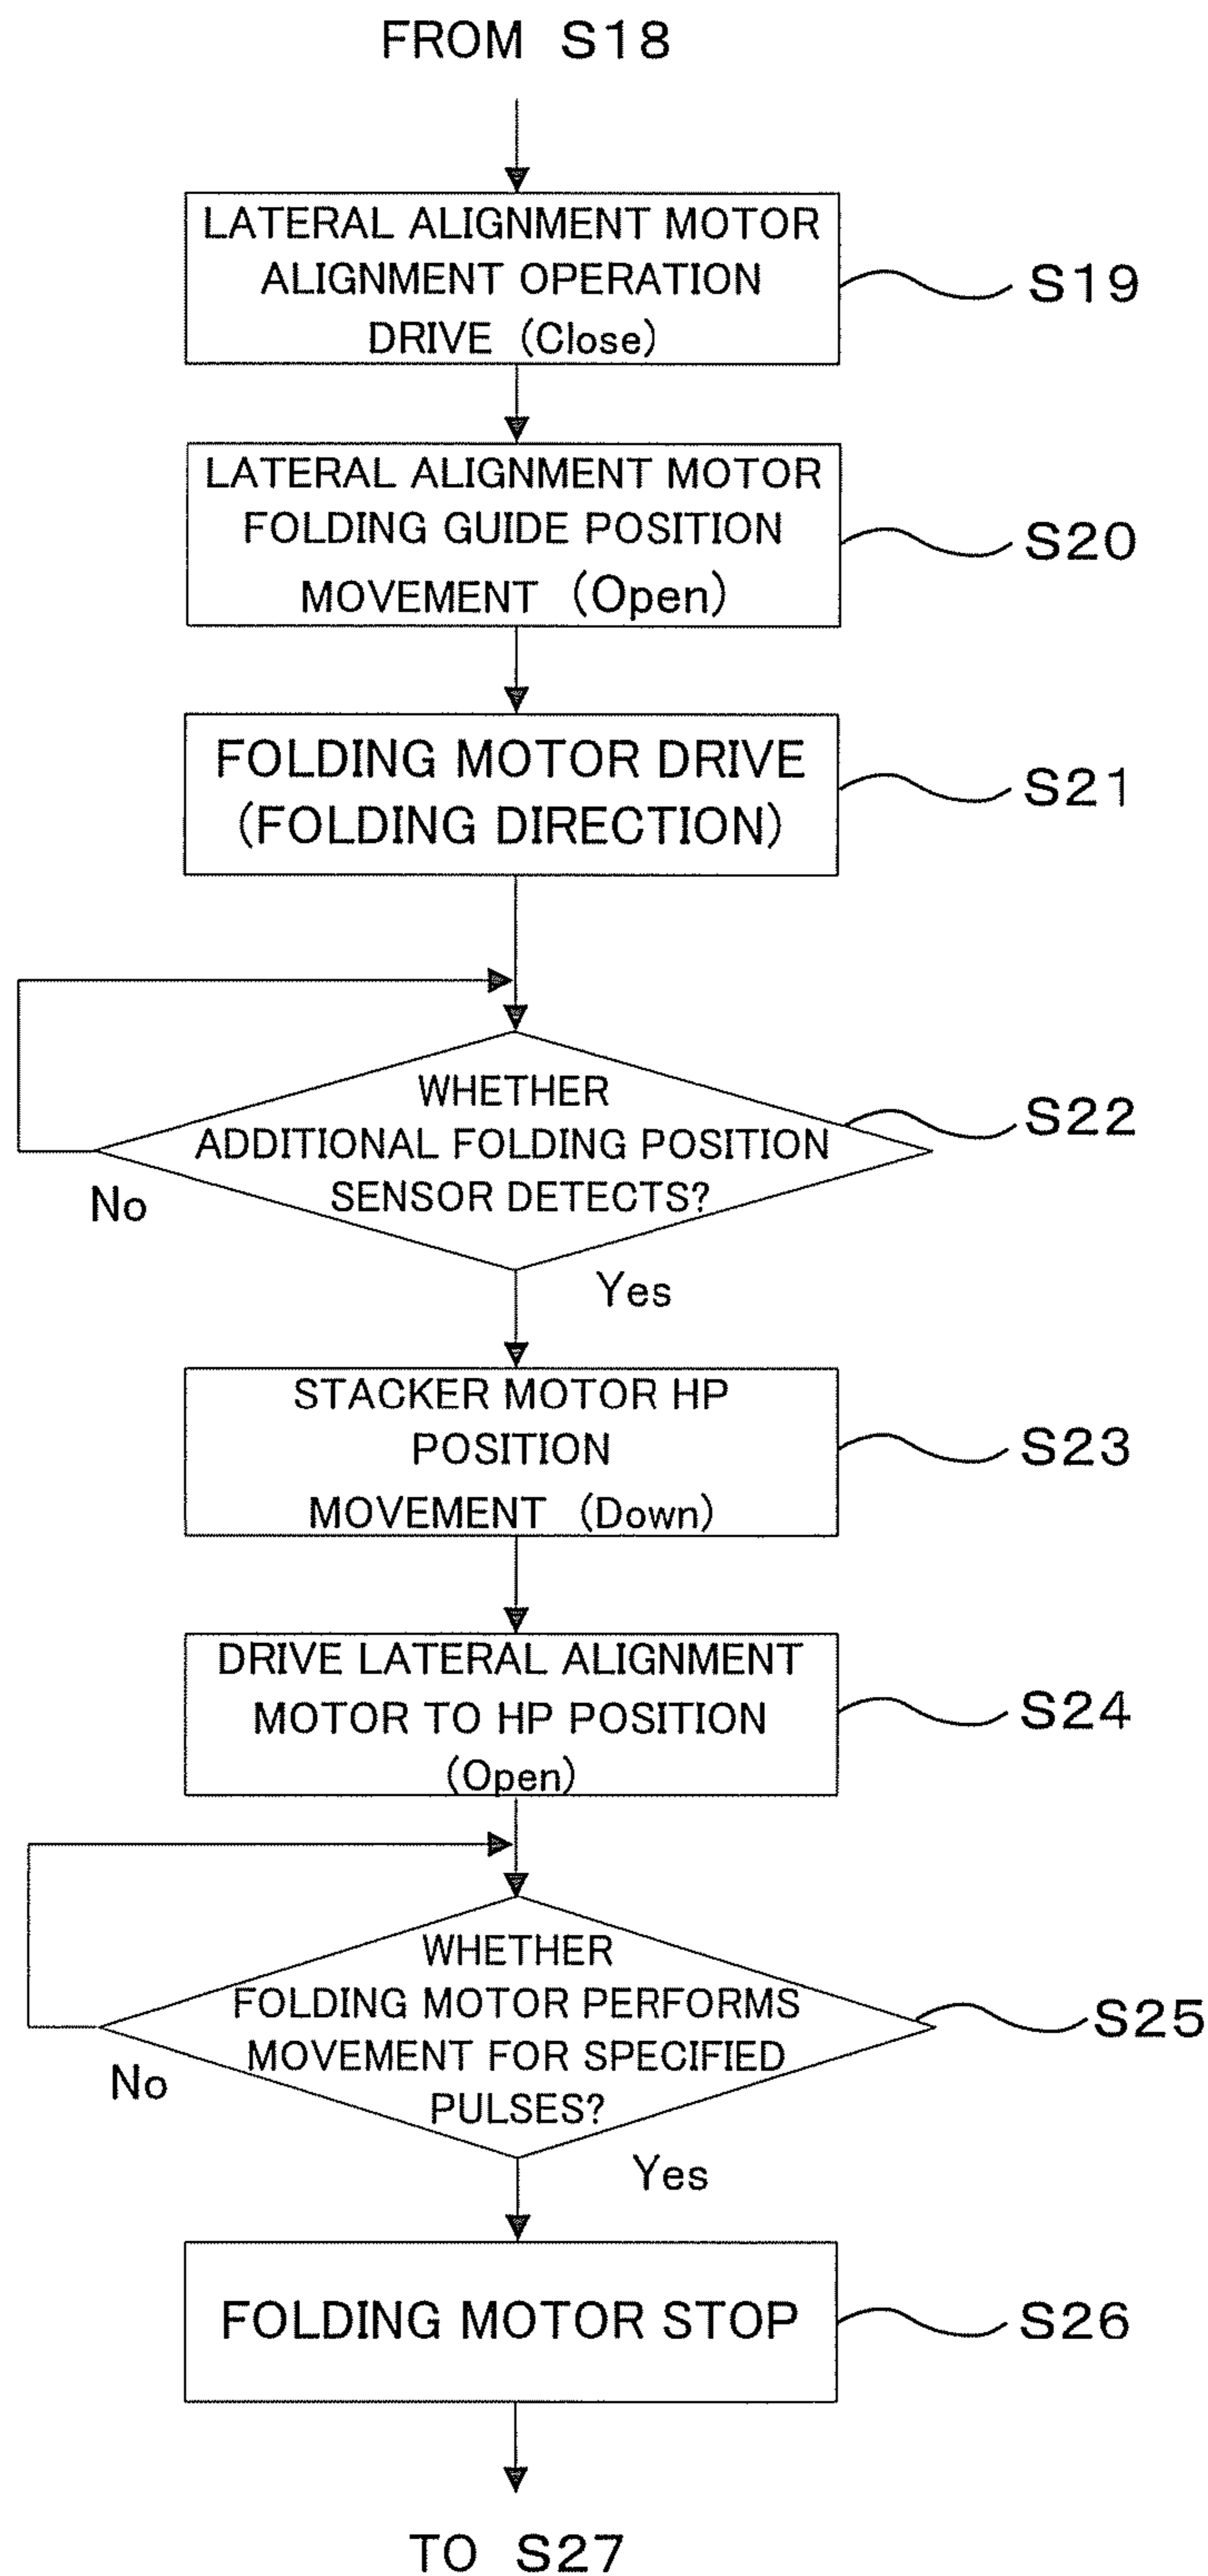 FROM S18
LATERAL ALIGNMENT MOTOR
ALIGNMENT OPERATION
DRIVE (Close)
S19
LATERAL ALIGNMENT MOTOR
FOLDING GUIDE POSITION
MOVEMENT (Open)
S20
FOLDING MOTOR DRIVE
(FOLDING DIRECTION)
S21
WHETHER
ADDITIONAL FOLDING POSITION
SENSOR DETECTS?
S22
No
Yes
STACKER MOTOR HP
POSITION
MOVEMENT (Down)
S23
DRIVE LATERAL ALIGNMENT
MOTOR TO HP POSITION
(Open)
S24
WHETHER
FOLDING MOTOR PERFORMS
MOVEMENT FOR SPECIFIED
PULSES?
S25
No
Yes
FOLDING MOTOR STOP
S26
TO S27